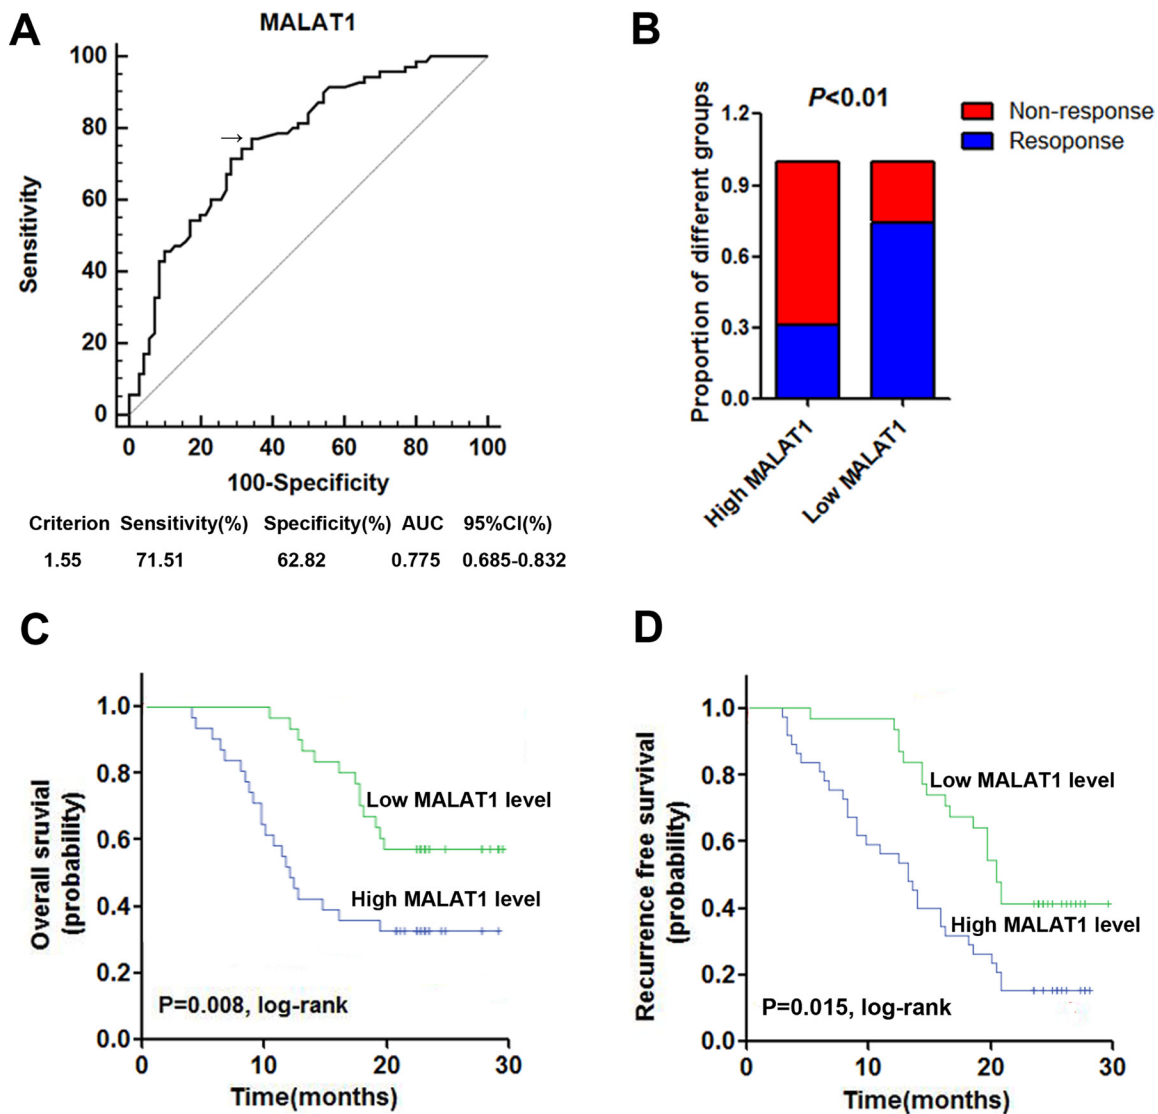 A
MALAT1
100
80
60
40
20
0
Sensitivity
→
0 20 40 60 80 100
100-Specificity
Criterion Sensitivity(%) Specificity(%) AUC 95%CI(%)
1.55 71.51 62.82 0.775 0.685-0.832
B
P<0.01
Non-response
Resoponse
Proportion of different groups
1.2
0.9
0.6
0.3
0.0
High MALAT1
Low MALAT1
C
Overall sruvial
(probability)
1.0
0.8
0.6
0.4
0.2
0.0
Low MALAT1 level
High MALAT1 level
P=0.008, log-rank
0 10 20 30
Time(months)
D
Recurrence free survival
(probability)
1.0
0.8
0.6
0.4
0.2
0.0
Low MALAT1 level
High MALAT1 level
P=0.015, log-rank
0 10 20 30
Time(months)